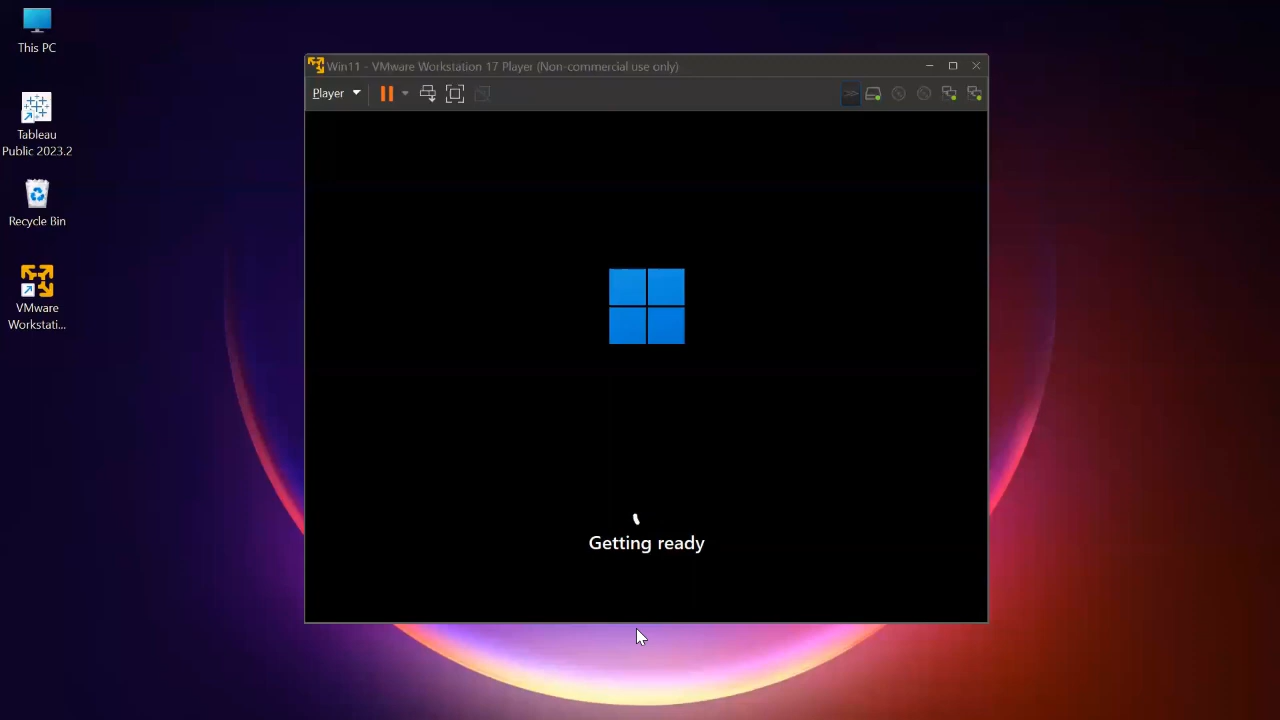 This PC
Tableau
Public 2023.2
Recycle Bin
VMware
Workstati...
Win11 - VMware Workstation 17 Player (Non-commercial use only)
Player
Getting ready